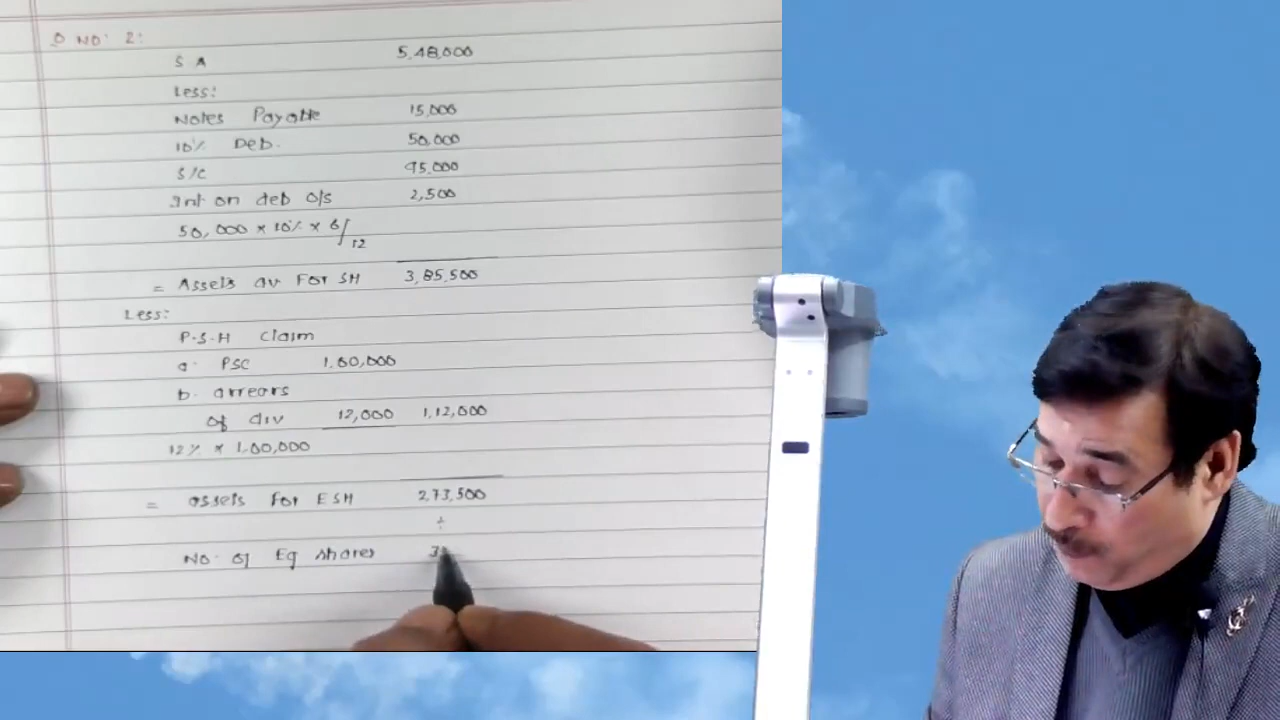 Q NO: 2:
S A 5,48,000
Less:
Notes Payable 15,000
10% Deb. 50,000
S/C 95,000
Int on deb o/s 2,500
50,000 × 10% × 6/12
= Assets av For SH 3,85,500
Less:
P.S.H Claim
a. PSC 1,00,000
b. arrears
of div 12,000 1,12,000
12% × 1,00,000
= assets for ESH 2,73,500
÷
No. of Eq shares 3